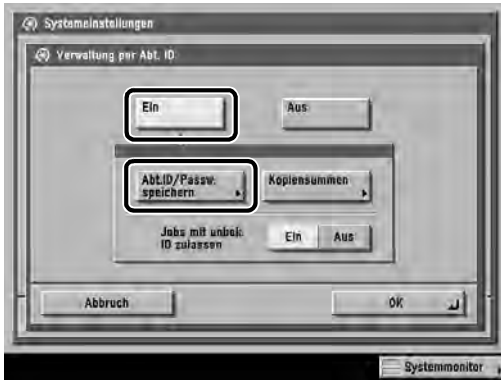 Systemeinstellungen
Verwaltung per Abt. ID
Ein
Aus
Abt.ID/Passw.
speichern
Kopiensummen
Jobs mit unbek.
ID zulassen
Ein
Aus
Abbruch
OK
Systemmonitor